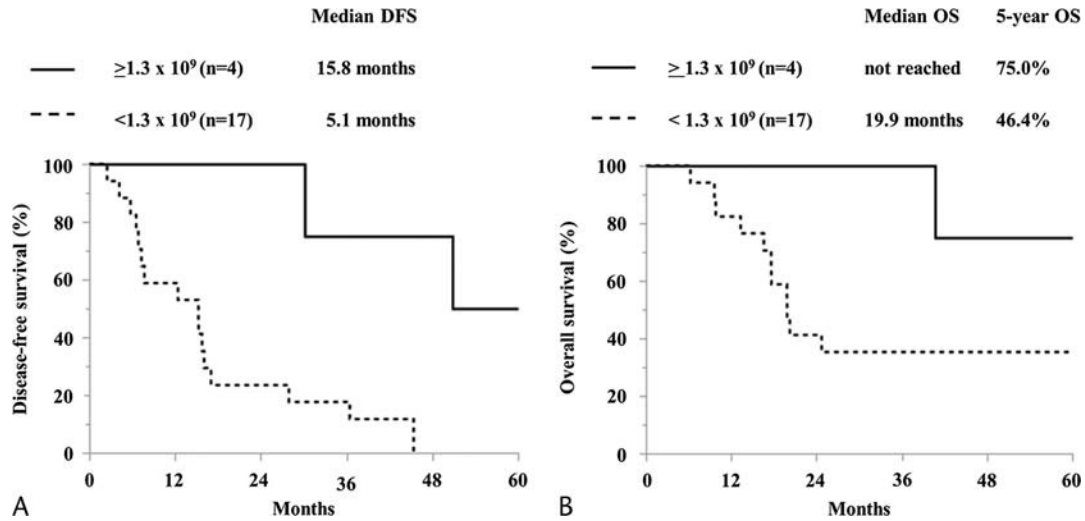 Median DFS
≥1.3 x 10⁹ (n=4) 15.8 months
<1.3 x 10⁹ (n=17) 5.1 months
100
80
60
40
20
0
Disease-free survival (%)
0 12 24 36 48 60
Months
A
Median OS 5-year OS
≥1.3 x 10⁹ (n=4) not reached 75.0%
< 1.3 x 10⁹ (n=17) 19.9 months 46.4%
100
80
60
40
20
0
Overall survival (%)
0 12 24 36 48 60
Months
B